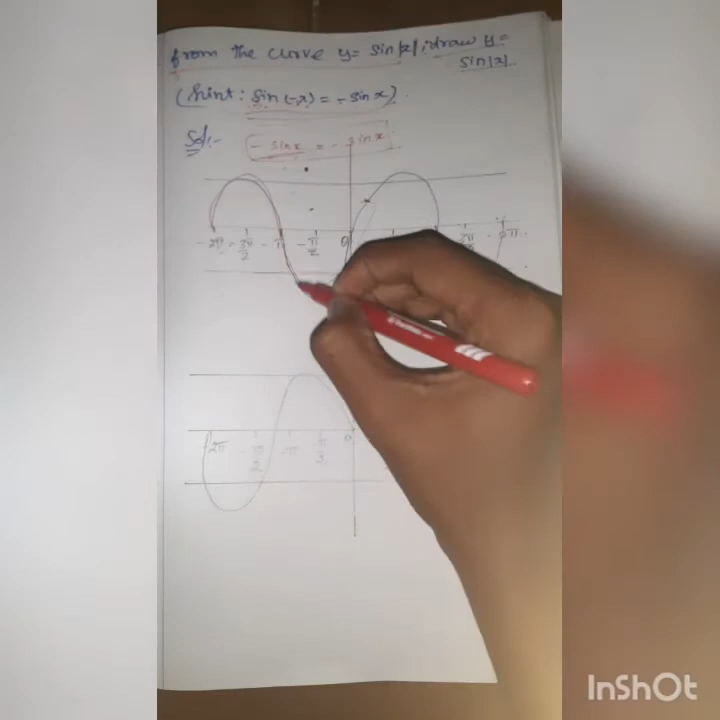 from the curve y= sin|x|, draw y=
sin|x|
(hint: sin(-x) = - sin x)
Sol:-
- sin x = - sin x
-2π -3π/2 -π -π/2 0 3π/2 2π
-2π -3π/2 -π -π/2 0
InShOt